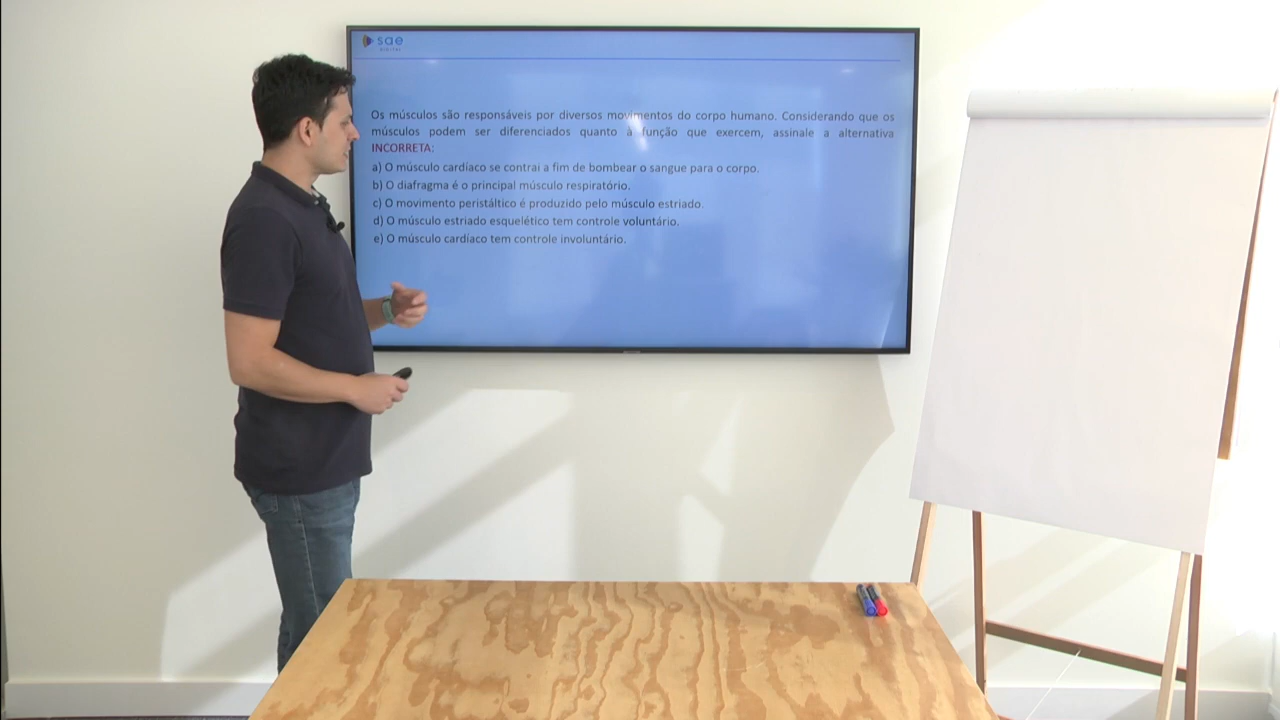 sae
DIGITAL
Os músculos são responsáveis por diversos movimentos do corpo humano. Considerando que os
músculos podem ser diferenciados quanto à função que exercem, assinale a alternativa
INCORRETA:
a) O músculo cardíaco se contrai a fim de bombear o sangue para o corpo.
b) O diafragma é o principal músculo respiratório.
c) O movimento peristáltico é produzido pelo músculo estriado.
d) O músculo estriado esquelético tem controle voluntário.
e) O músculo cardíaco tem controle involuntário.